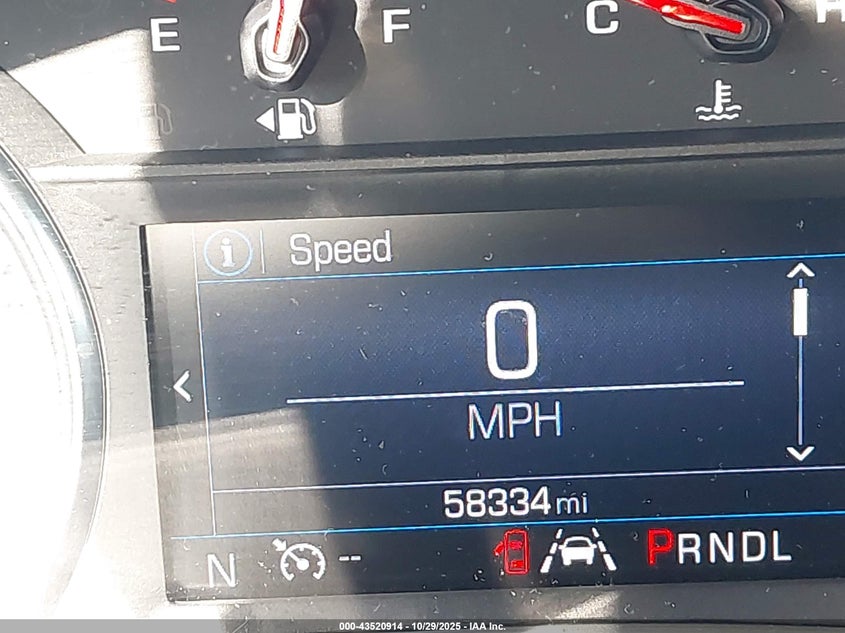 E F C
Speed
0
MPH
58334 mi
N --
PRNDL
000-43520914 - 10/29/2025 - IAA Inc.